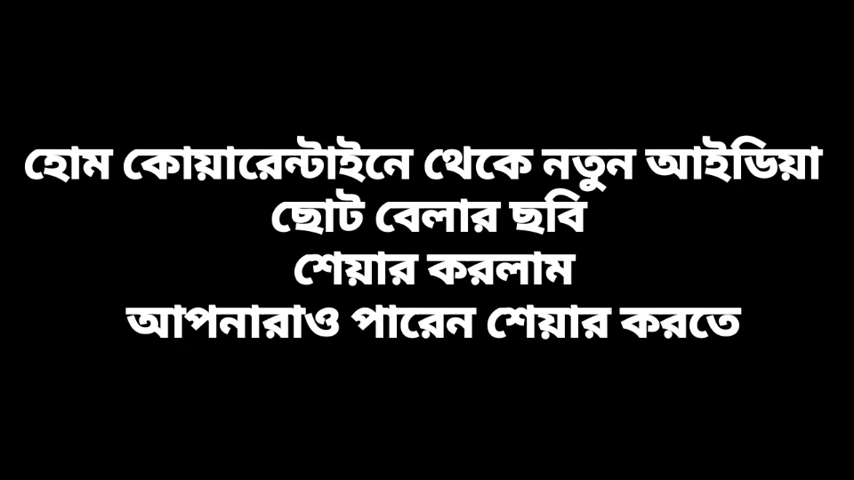 হোম কোয়ারেন্টাইনে থেকে নতুন আইডিয়া
ছোট বেলার ছবি
শেয়ার করলাম
আপনারাও পারেন শেয়ার করতে